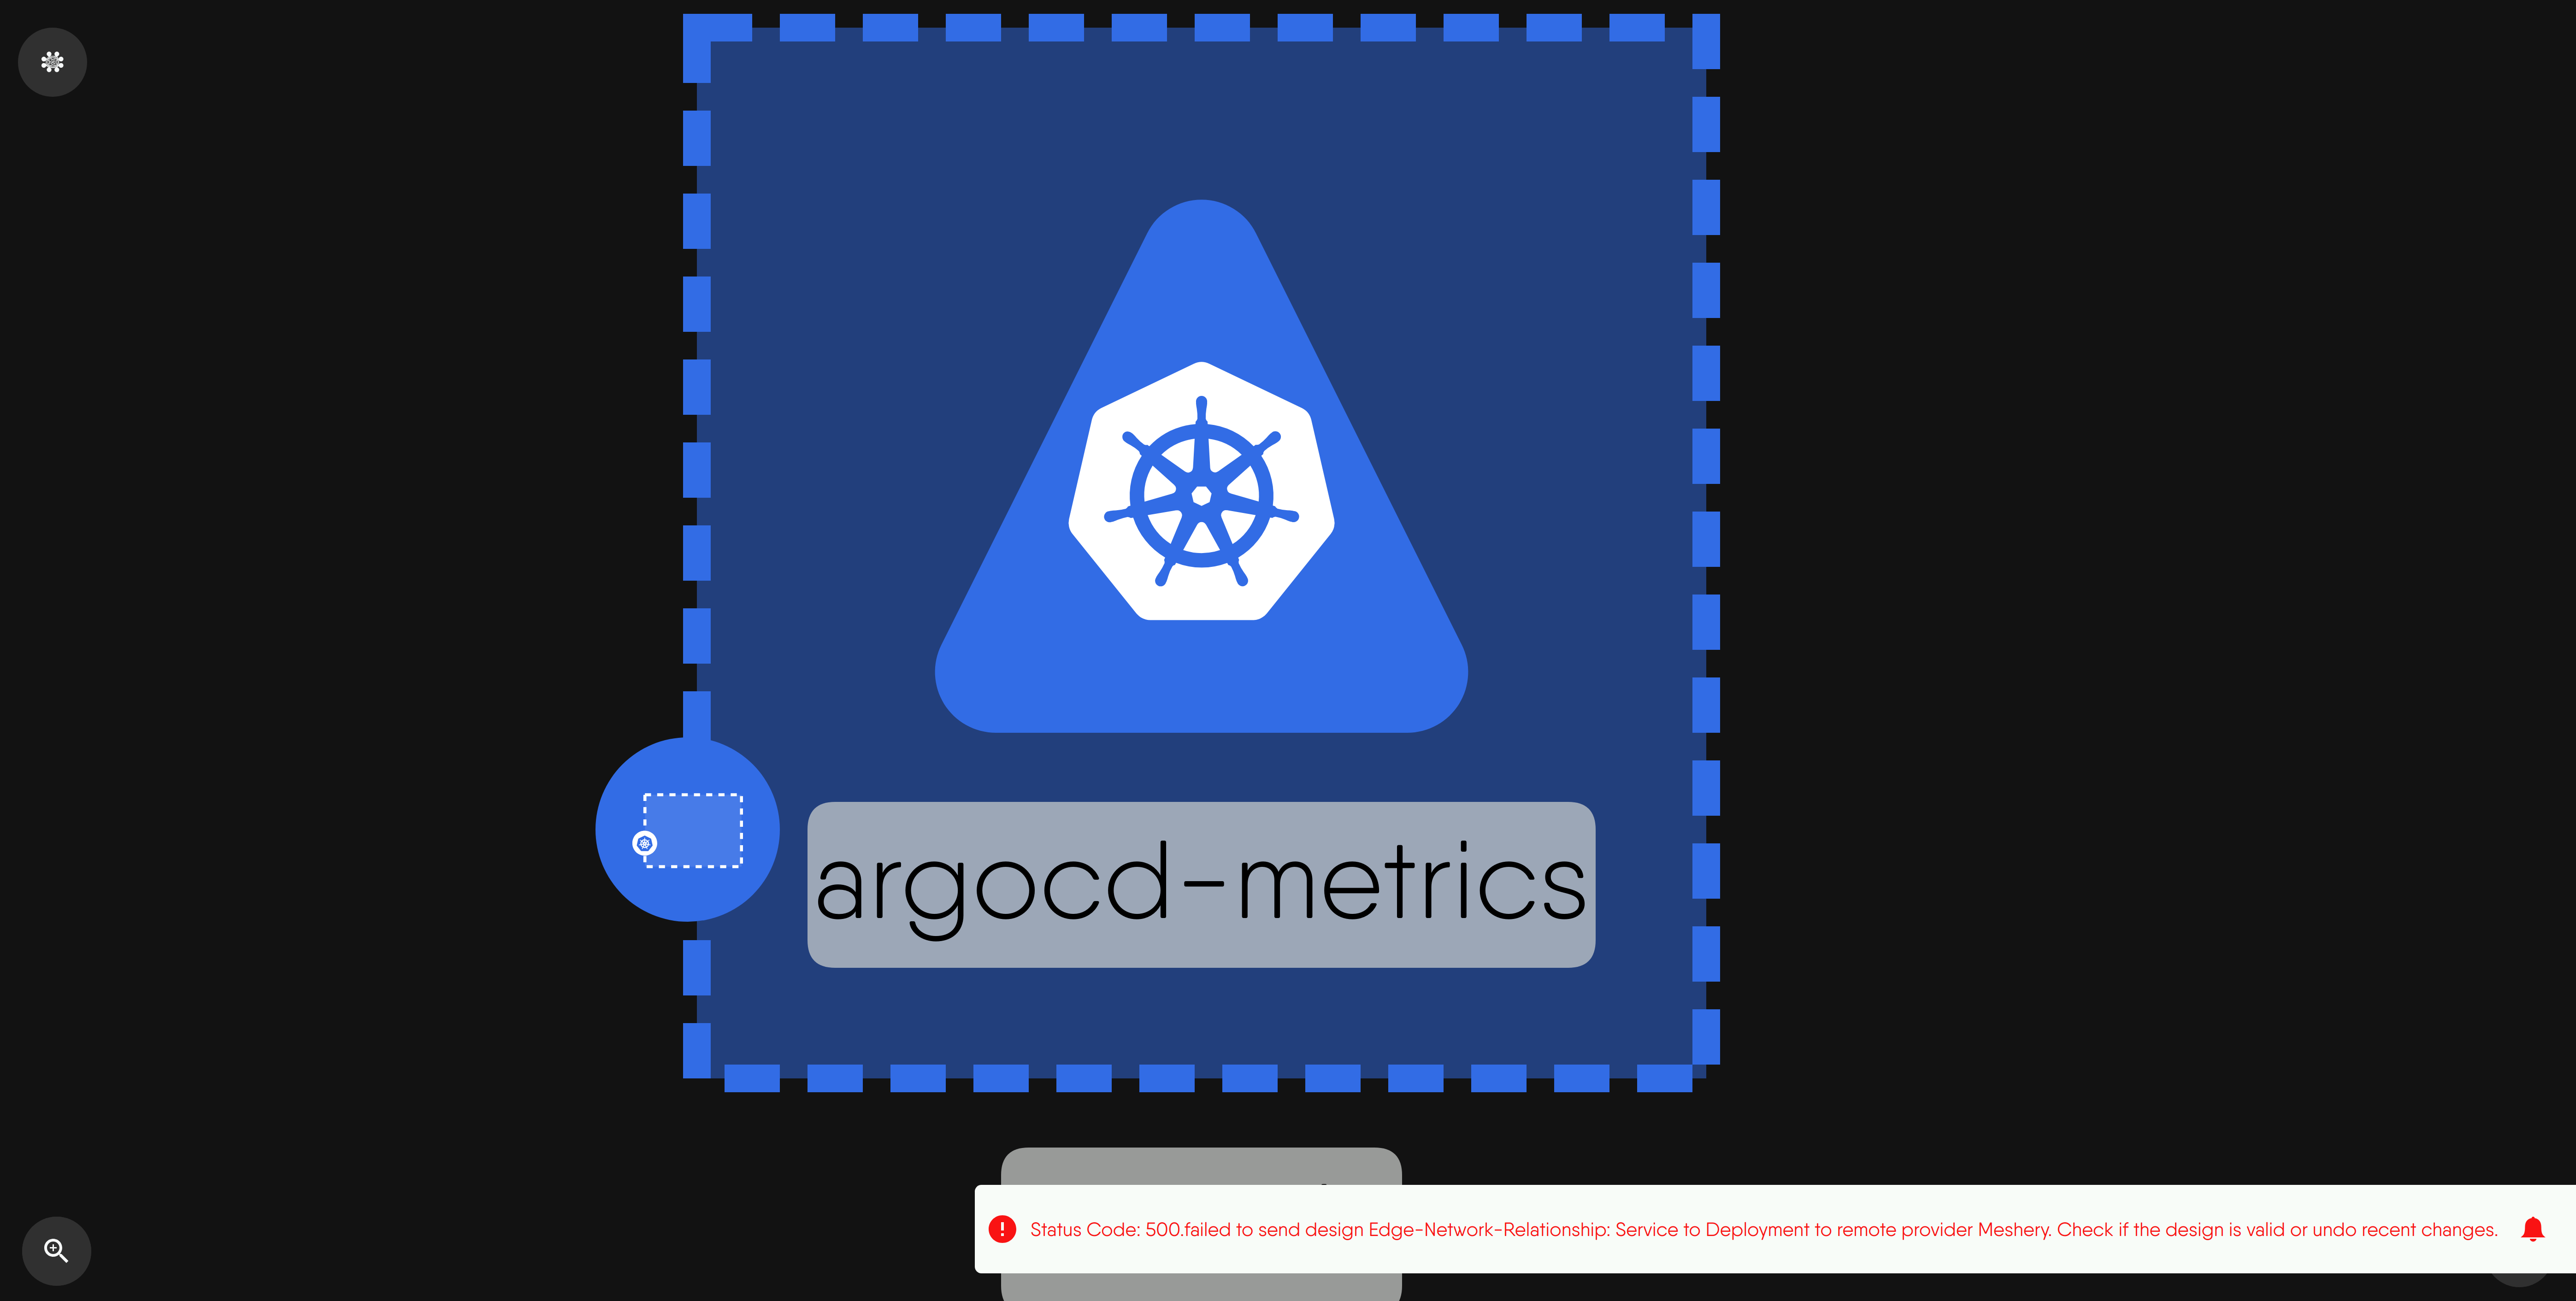 argocd-metrics
Status Code: 500.failed to send design Edge-Network-Relationship: Service to Deployment to remote provider Meshery. Check if the design is valid or undo recent changes.